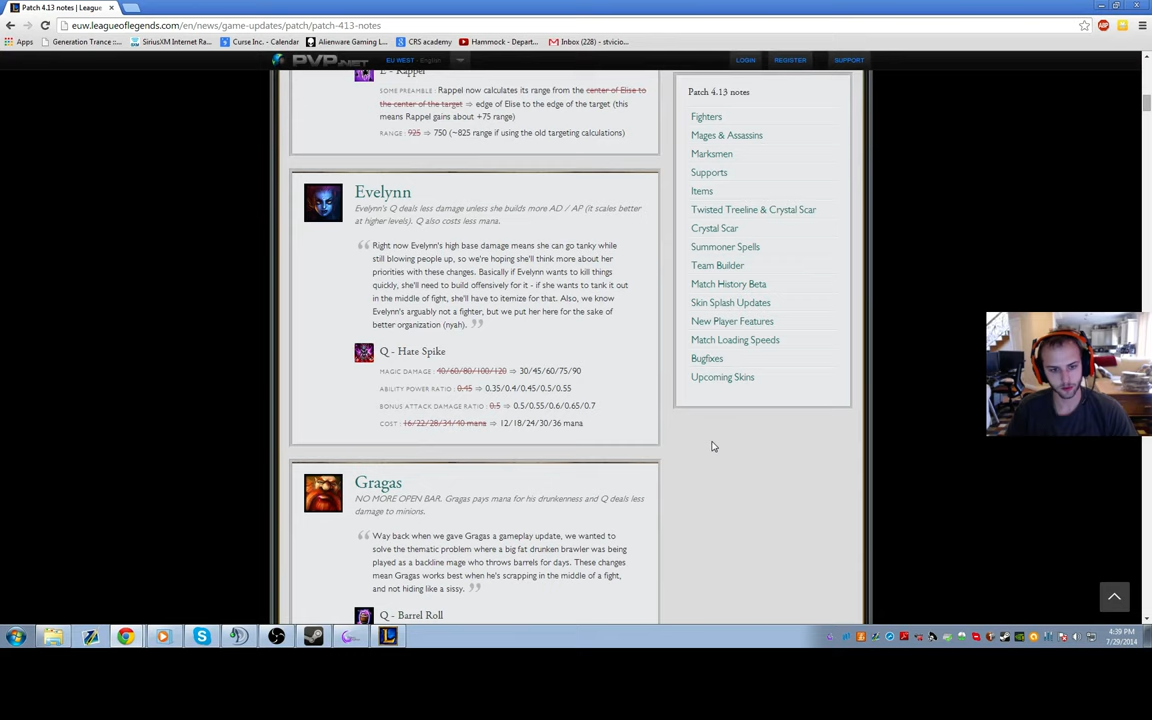 Patch 4.13 notes | League
euw.leagueoflegends.com/en/news/game-updates/patch/patch-413-notes
Apps
Generation Trance ::...
SiriusXM Internet Ra...
Curse Inc. - Calendar
Alienware Gaming L...
CRS academy
Hammock - Depart...
Inbox (228) - stvicio...
PVP.NET
EU WEST - English
LOGIN
REGISTER
SUPPORT
E - Rappel
SOME PREAMBLE : Rappel now calculates its range from the center of Elise to
the center of the target ⇒ edge of Elise to the edge of the target (this
means Rappel gains about +75 range)
RANGE : 925 ⇒ 750 (~825 range if using the old targeting calculations)
Evelynn
Evelynn's Q deals less damage unless she builds more AD / AP (it scales better
at higher levels). Q also costs less mana.
Right now Evelynn's high base damage means she can go tanky while
still blowing people up, so we're hoping she'll think more about her
priorities with these changes. Basically if Evelynn wants to kill things
quickly, she'll need to build offensively for it - if she wants to tank it out
in the middle of fight, she'll have to itemize for that. Also, we know
Evelynn's arguably not a fighter, but we put her here for the sake of
better organization (nyah).
Q - Hate Spike
MAGIC DAMAGE : 40/60/80/100/120 ⇒ 30/45/60/75/90
ABILITY POWER RATIO : 0.45 ⇒ 0.35/0.4/0.45/0.5/0.55
BONUS ATTACK DAMAGE RATIO : 0.5 ⇒ 0.5/0.55/0.6/0.65/0.7
COST : 16/22/28/34/40 mana ⇒ 12/18/24/30/36 mana
Gragas
NO MORE OPEN BAR. Gragas pays mana for his drunkenness and Q deals less
damage to minions.
Way back when we gave Gragas a gameplay update, we wanted to
solve the thematic problem where a big fat drunken brawler was being
played as a backline mage who throws barrels for days. These changes
mean Gragas works best when he's scrapping in the middle of a fight,
and not hiding like a sissy.
Q - Barrel Roll
Patch 4.13 notes
Fighters
Mages & Assassins
Marksmen
Supports
Items
Twisted Treeline & Crystal Scar
Crystal Scar
Summoner Spells
Team Builder
Match History Beta
Skin Splash Updates
New Player Features
Match Loading Speeds
Bugfixes
Upcoming Skins
4:39 PM
7/29/2014